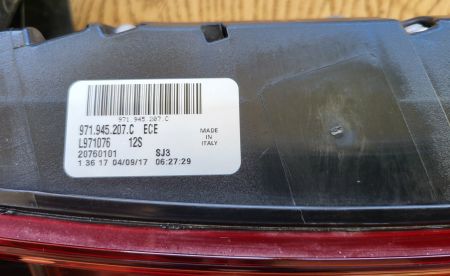 971.945.207.C
971.945.207.C ECE
L971076 12S
20760101 SJ3
1 36 17 04/09/17 06:27:29
MADE
IN
ITALY